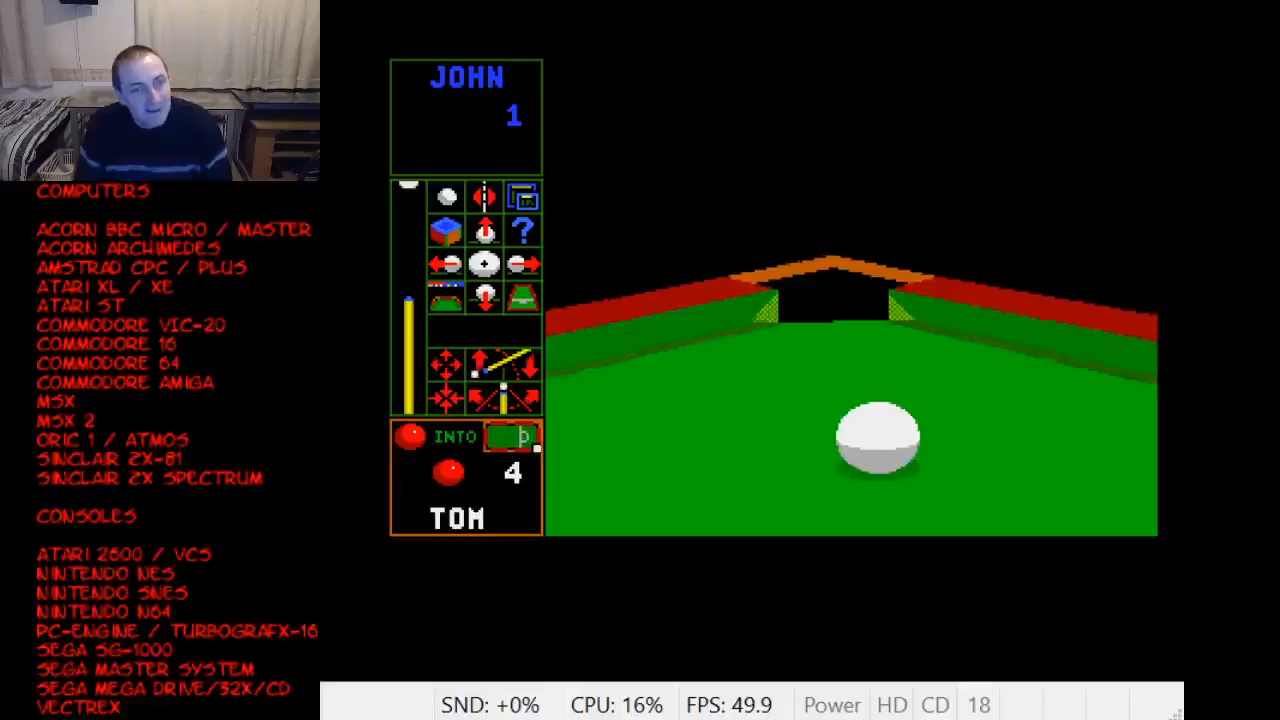 COMPUTERS
ACORN BBC MICRO / MASTER
ACORN ARCHIMEDES
AMSTRAD CPC / PLUS
ATARI XL / XE
ATARI ST
COMMODORE VIC-20
COMMODORE 16
COMMODORE 64
COMMODORE AMIGA
MSX
MSX 2
ORIC 1 / ATMOS
SINCLAIR ZX-81
SINCLAIR ZX SPECTRUM
CONSOLES
ATARI 2600 / VCS
NINTENDO NES
NINTENDO SNES
NINTENDO N64
PC-ENGINE / TURBOGRAFX-16
SEGA SG-1000
SEGA MASTER SYSTEM
SEGA MEGA DRIVE/32X/CD
VECTREX
JOHN
1
?
INTO
4
TOM
SND: +0% CPU: 16% FPS: 49.9 Power HD CD 18